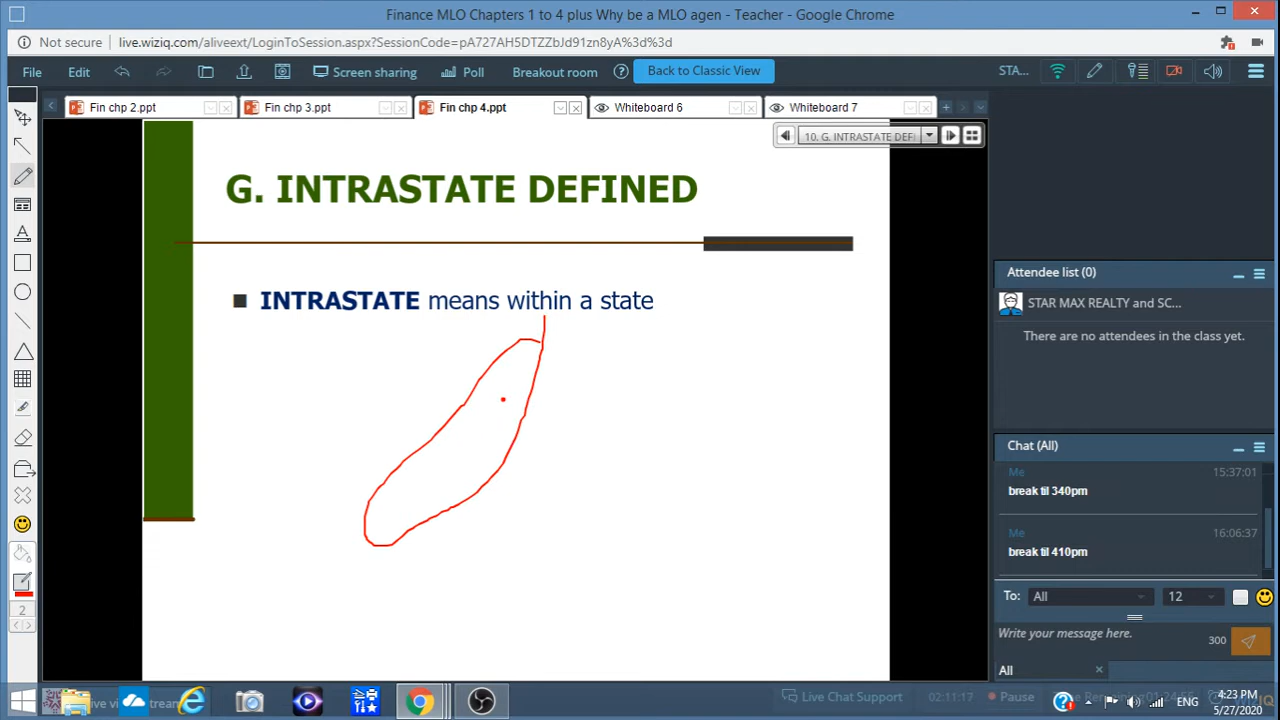 Finance MLO Chapters 1 to 4 plus Why be a MLO agen - Teacher - Google Chrome
Not secure live.wiziq.com/aliveext/LoginToSession.aspx?SessionCode=pA727AH5DTZZbJd91zn8yA%3d%3d
File Edit Screen sharing Poll Breakout room Back to Classic View STA...
Fin chp 2.ppt Fin chp 3.ppt Fin chp 4.ppt Whiteboard 6 Whiteboard 7
10. G. INTRASTATE DEFI
G. INTRASTATE DEFINED
INTRASTATE means within a state
Attendee list (0)
STAR MAX REALTY and SC...
There are no attendees in the class yet.
Chat (All)
Me 15:37:01
break til 340pm
Me 16:06:37
break til 410pm
To: All 12
Write your message here. 300
All
2
Live Chat Support 02:11:17 Pause
ENG
4:23 PM
5/27/2020